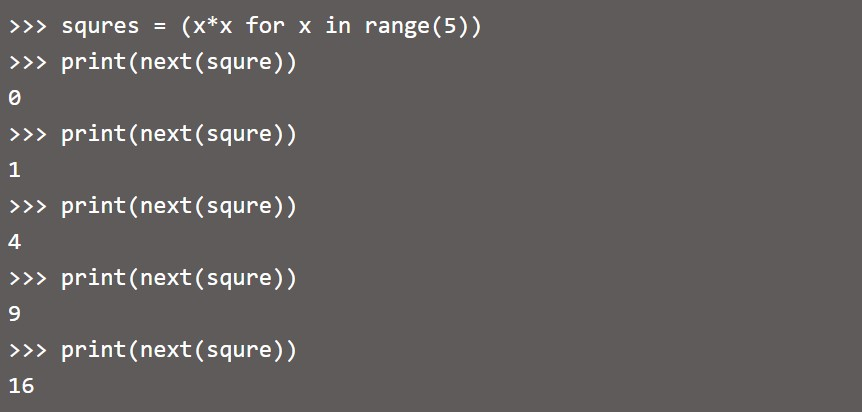 >>> squres = (x*x for x in range(5))
>>> print(next(squre))
0
>>> print(next(squre))
1
>>> print(next(squre))
4
>>> print(next(squre))
9
>>> print(next(squre))
16